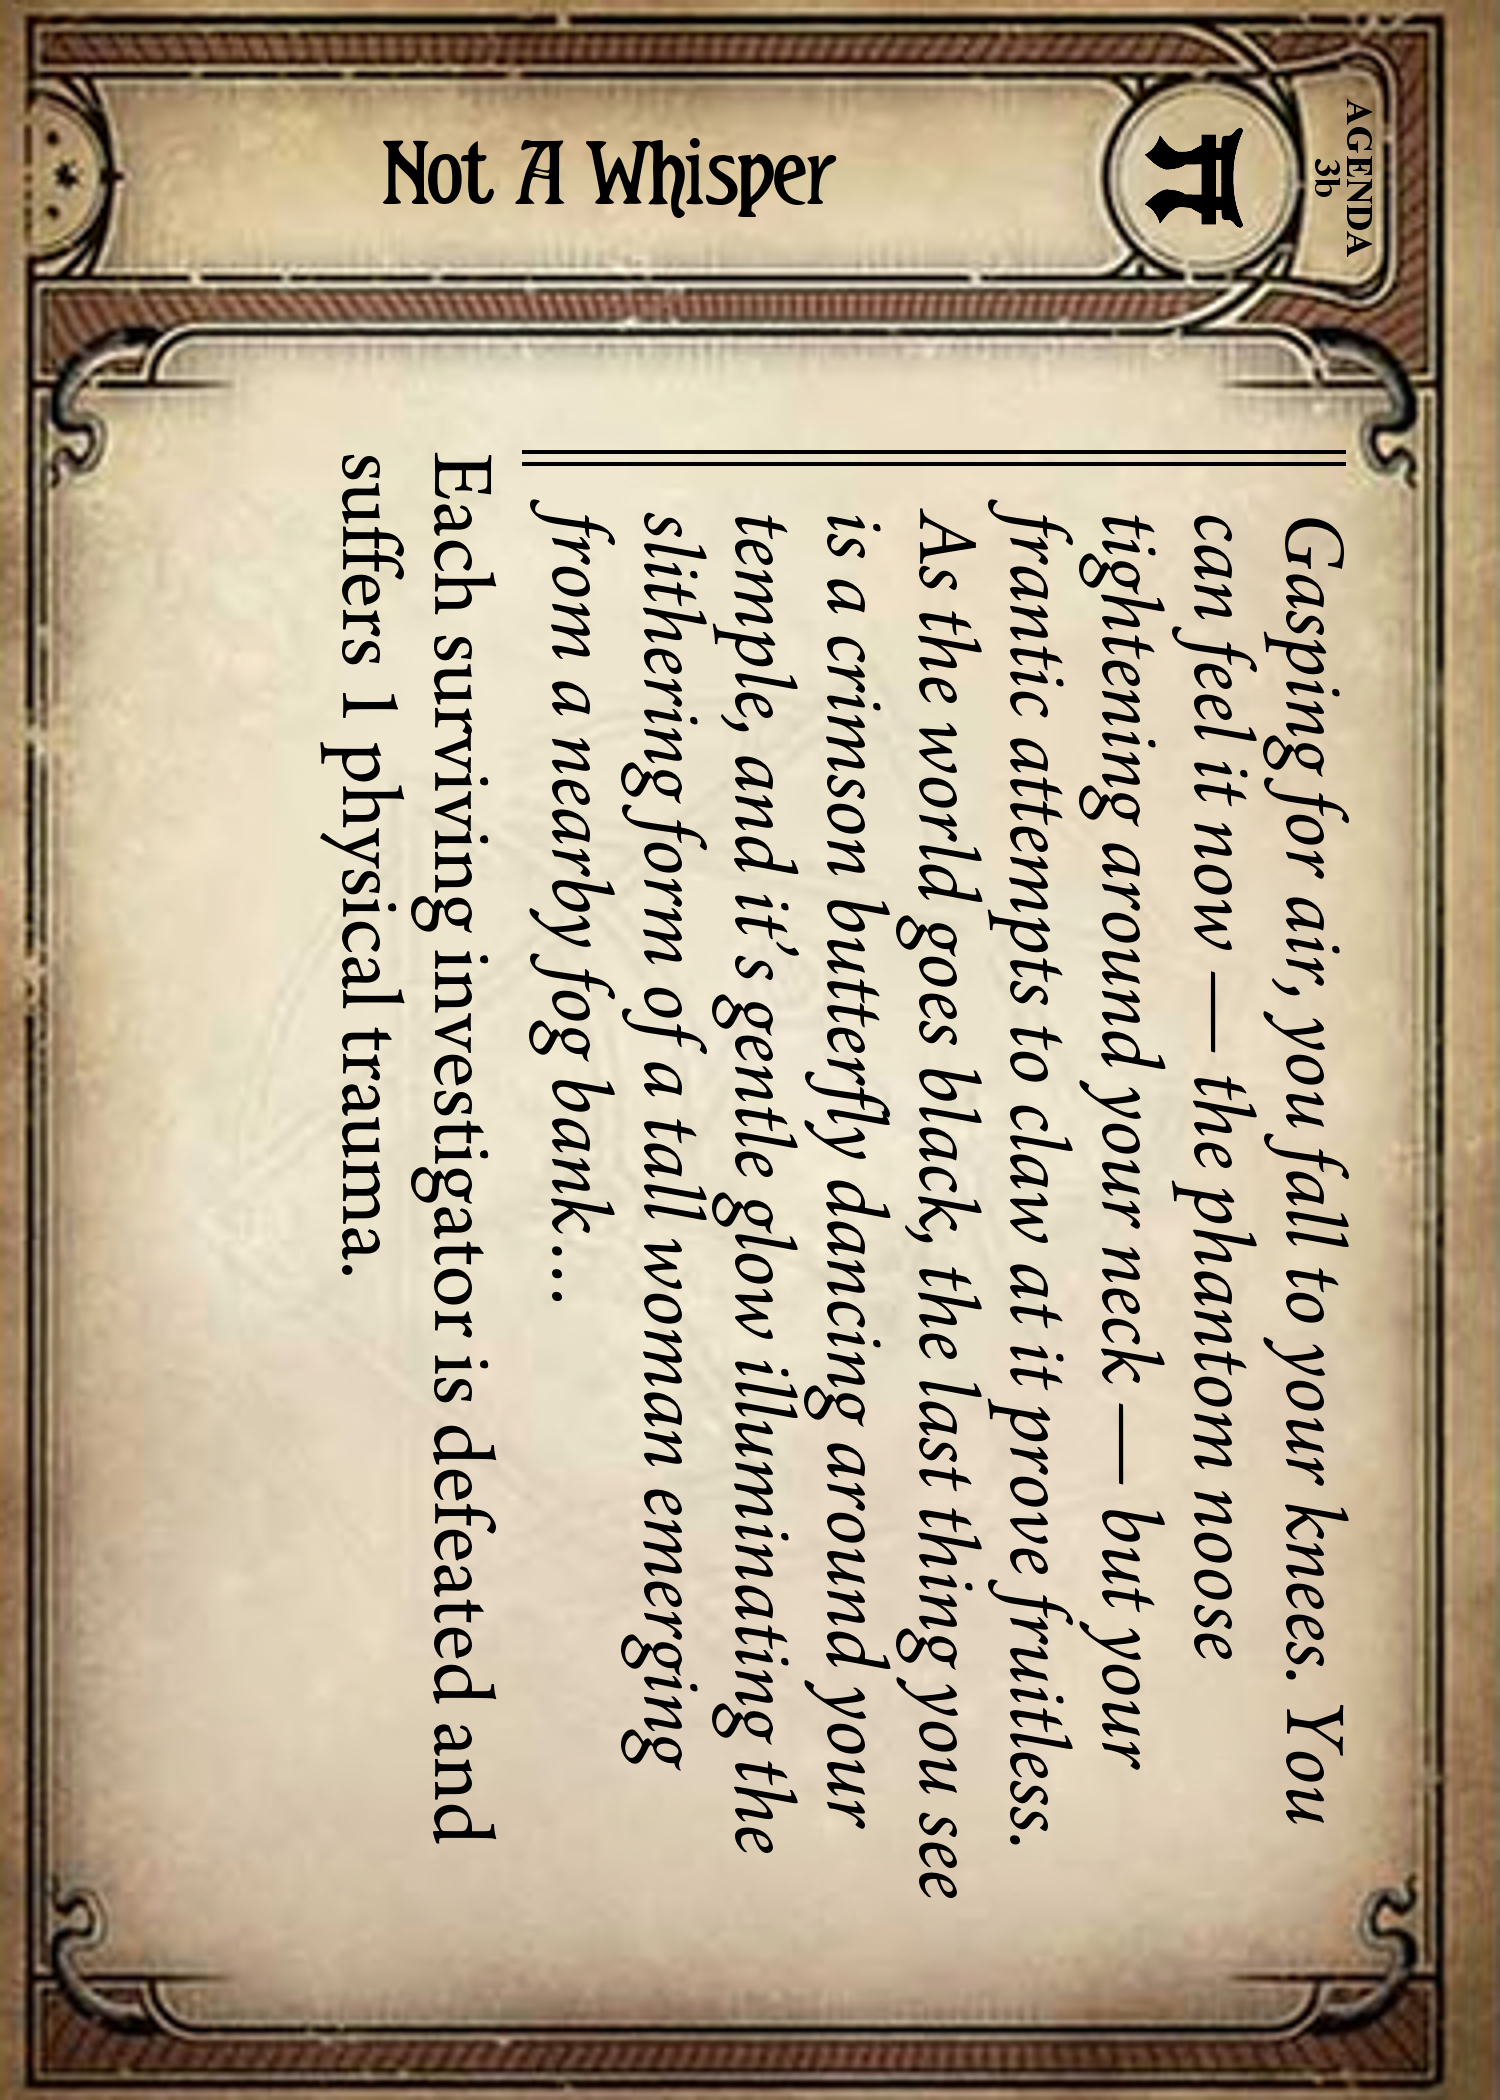 AGENDA
3b
Not A Whisper
Gasping for air, you fall to your knees. You
can feel it now — the phantom noose
tightening around your neck — but your
frantic attempts to claw at it prove fruitless.
As the world goes black, the last thing you see
is a crimson butterfly dancing around your
temple, and it's gentle glow illuminating the
slithering form of a tall woman emerging
from a nearby fog bank…
Each surviving investigator is defeated and
suffers 1 physical trauma.